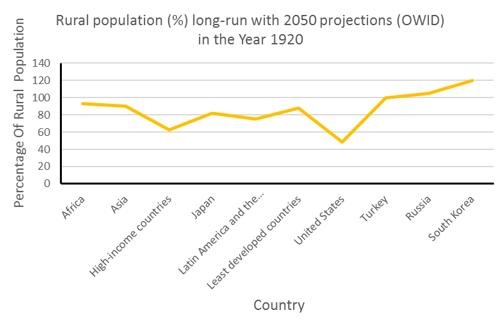 Rural population (%) long-run with 2050 projections (OWID)
in the Year 1920
Percentage Of Rural Population
140
120
100
80
60
40
20
0
Africa
Asia
High-income countries
Japan
Latin America and the...
Least developed countries
United States
Turkey
Russia
South Korea
Country